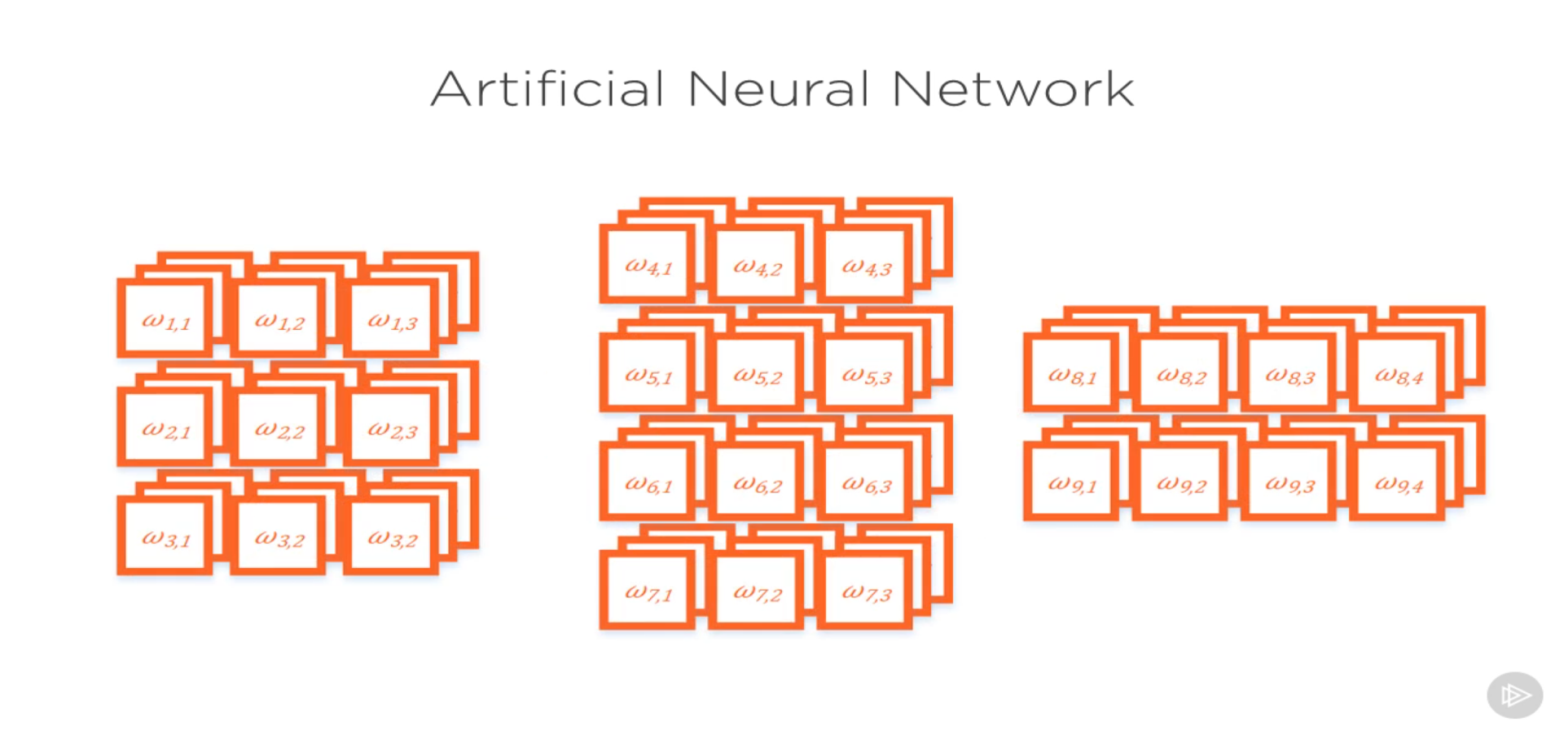 Artificial Neural Network
ω1,1 ω1,2 ω1,3
ω2,1 ω2,2 ω2,3
ω3,1 ω3,2 ω3,2
ω4,1 ω4,2 ω4,3
ω5,1 ω5,2 ω5,3
ω6,1 ω6,2 ω6,3
ω7,1 ω7,2 ω7,3
ω8,1 ω8,2 ω8,3 ω8,4
ω9,1 ω9,2 ω9,3 ω9,4